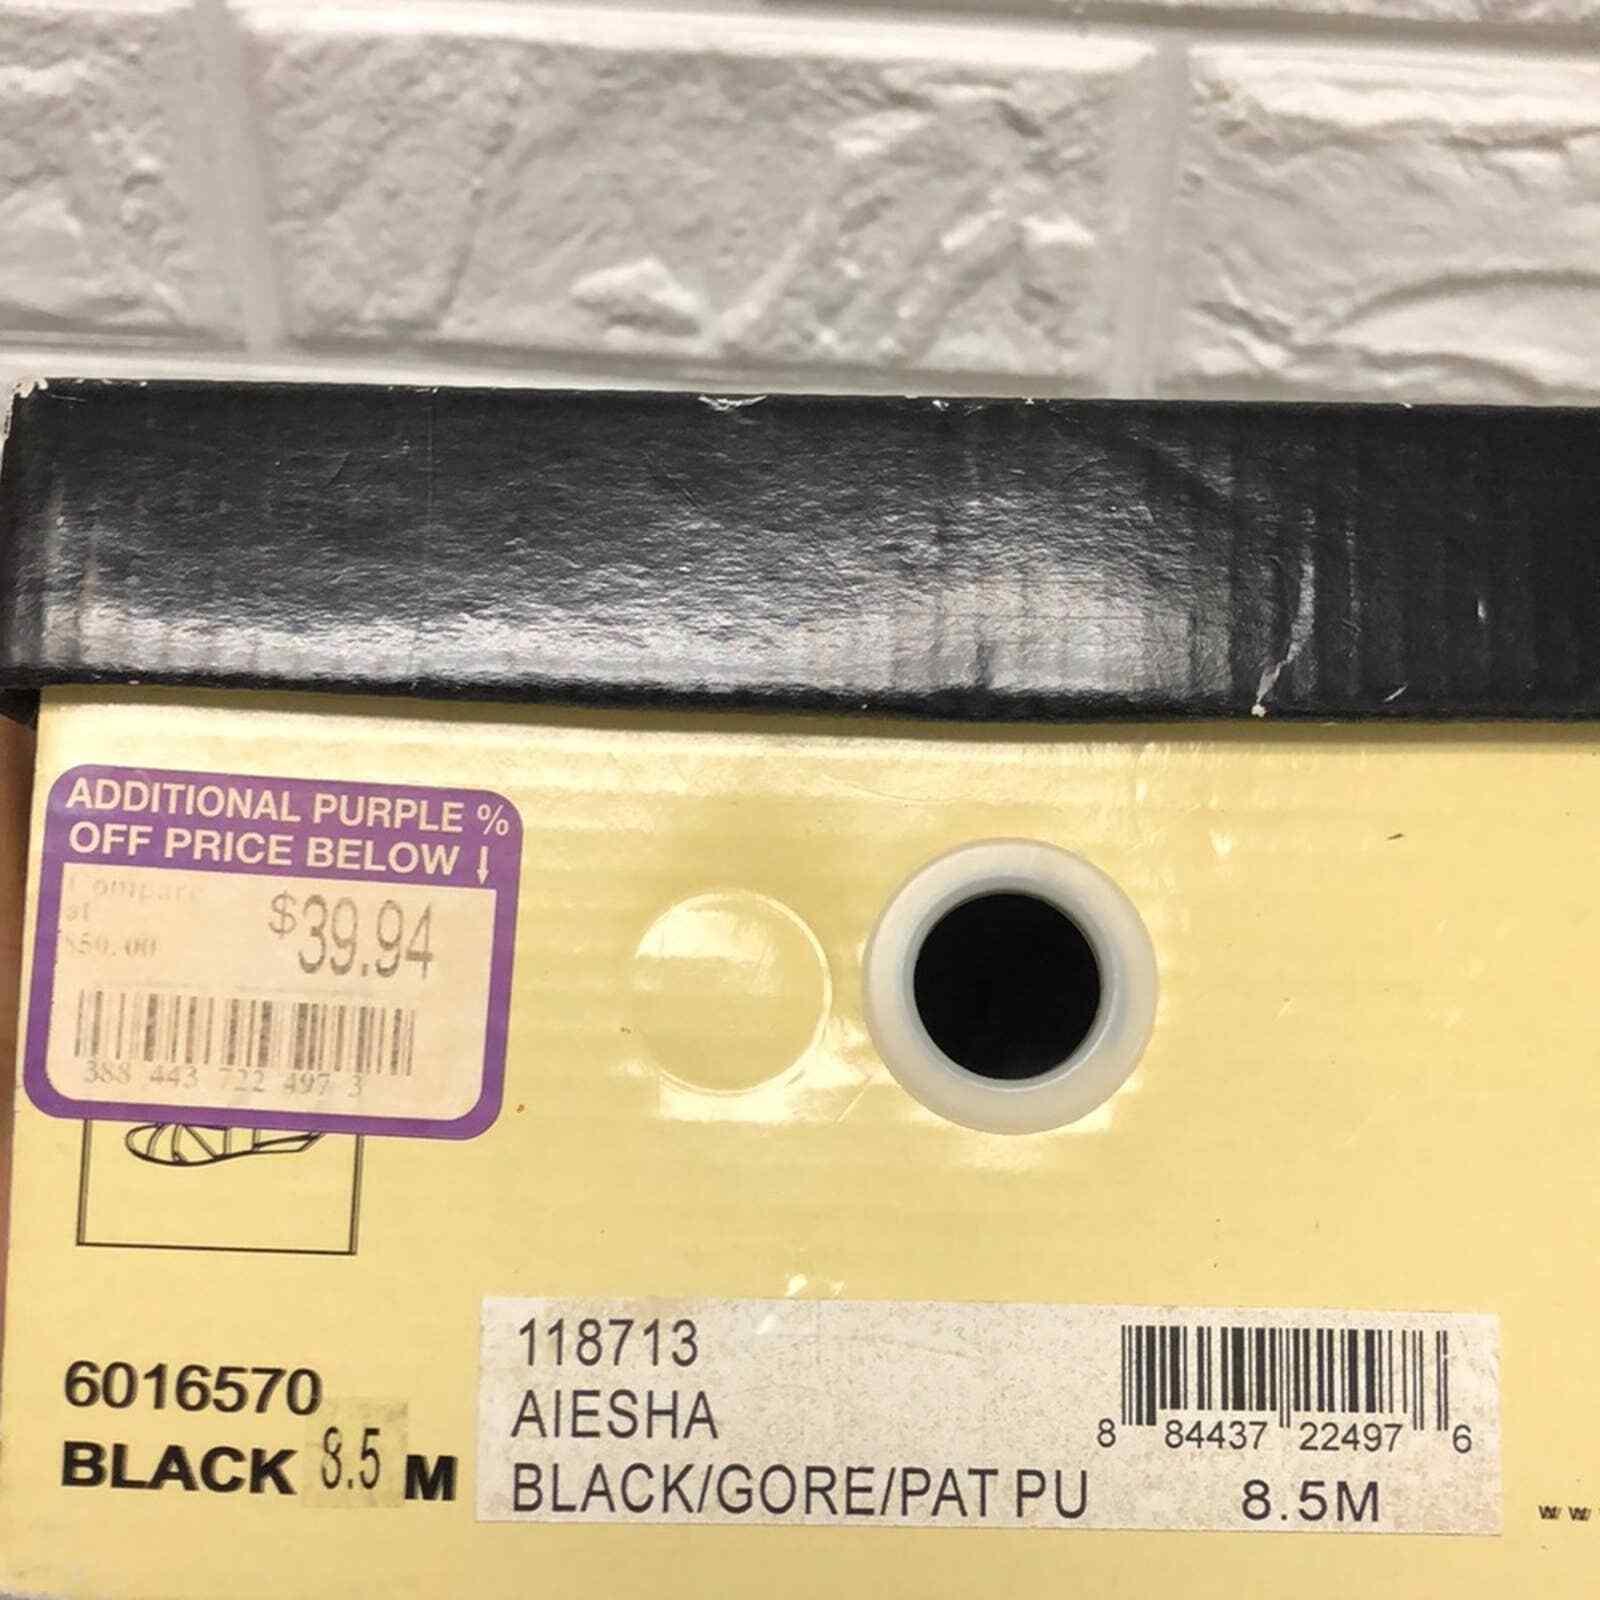 ADDITIONAL PURPLE %
OFF PRICE BELOW ↓
Compare
at
$50.00
$39.94
388 443 722 497 3
6016570
BLACK 8.5 M
118713
AIESHA
BLACK/GORE/PAT PU
8 84437 22497 6
8.5M